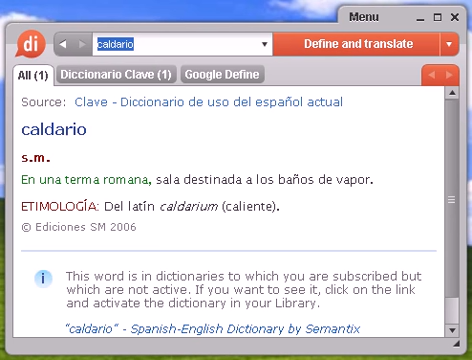 Menu
di
caldario
Define and translate
All (1)
Diccionario Clave (1)
Google Define
Source: Clave - Diccionario de uso del español actual
caldario
s.m.
En una terma romana, sala destinada a los baños de vapor.
ETIMOLOGÍA: Del latín caldarium (caliente).
© Ediciones SM 2006
i
This word is in dictionaries to which you are subscribed but
which are not active. If you want to see it, click on the link
and activate the dictionary in your Library.
"caldario" - Spanish-English Dictionary by Semantix